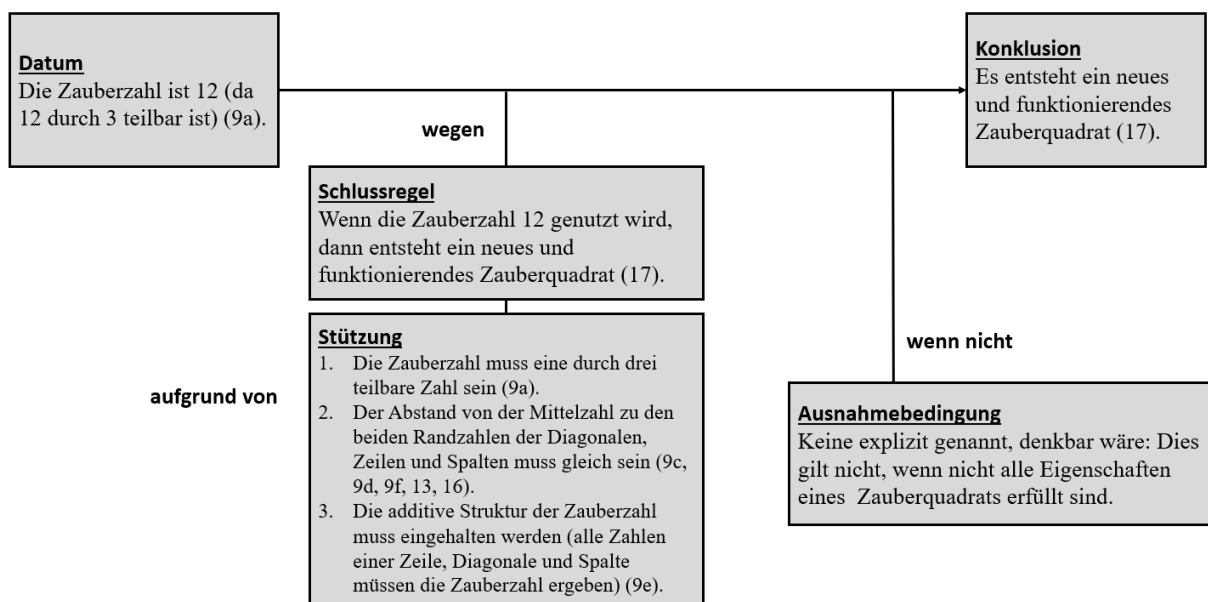 Datum
Die Zauberzahl ist 12 (da
12 durch 3 teilbar ist) (9a).
Konklusion
Es entsteht ein neues
und funktionierendes
Zauberquadrat (17).
wegen
Schlussregel
Wenn die Zauberzahl 12 genutzt wird,
dann entsteht ein neues und
funktionierendes Zauberquadrat (17).
aufgrund von
Stützung
1. Die Zauberzahl muss eine durch drei
teilbare Zahl sein (9a).
2. Der Abstand von der Mittelzahl zu den
beiden Randzahlen der Diagonalen,
Zeilen und Spalten muss gleich sein (9c,
9d, 9f, 13, 16).
3. Die additive Struktur der Zauberzahl
muss eingehalten werden (alle Zahlen
einer Zeile, Diagonale und Spalte
müssen die Zauberzahl ergeben) (9e).
wenn nicht
Ausnahmebedingung
Keine explizit genannt, denkbar wäre: Dies
gilt nicht, wenn nicht alle Eigenschaften
eines Zauberquadrats erfüllt sind.